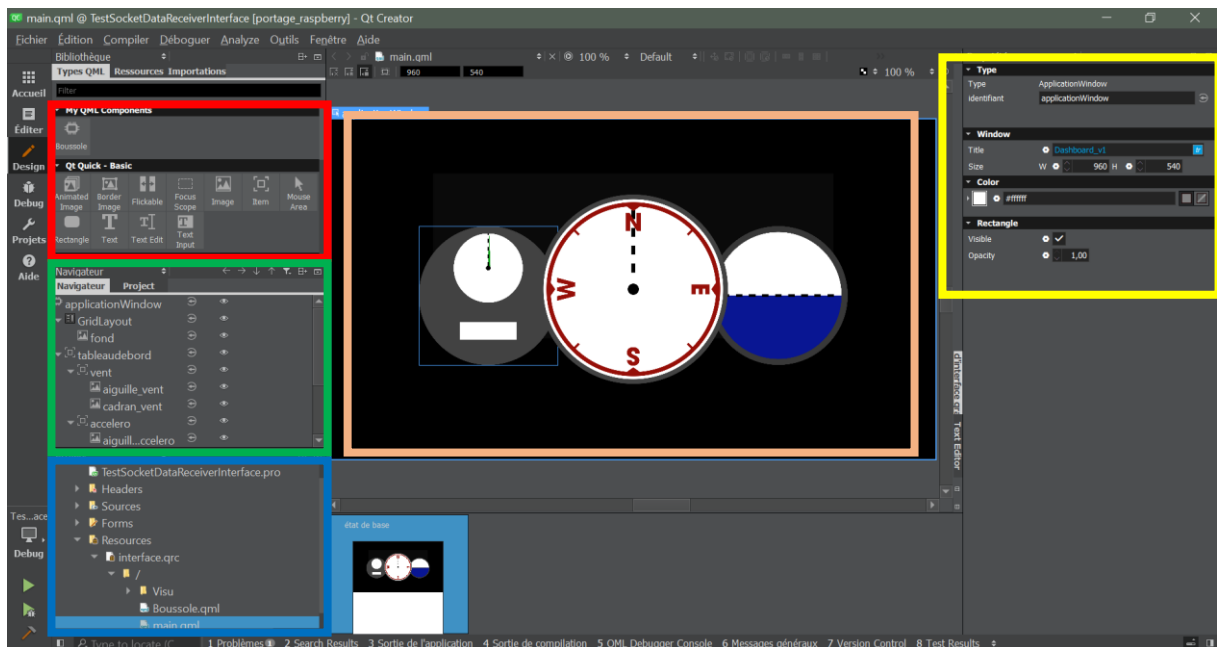 main.qml @ TestSocketDataReceiverInterface [portage_raspberry] - Qt Creator
Fichier Édition Compiler Déboguer Analyze Outils Fenêtre Aide
Bibliothèque
main.qml 100 % Default
Types QML Ressources Importations
960 540 100 %
Filter
My QML Components
Boussole
Qt Quick - Basic
Animated Image Border Image Flickable Focus Scope Image Item Mouse Area
Rectangle Text Text Edit Text Input
Accueil
Éditer
Design
Debug
Projets
Aide
Navigateur
Navigateur Project
applicationWindow
GridLayout
fond
tableaudebord
vent
aiguille_vent
cadran_vent
accelero
aiguill...ccelero
TestSocketDataReceiverInterface.pro
Headers
Sources
Forms
Resources
interface.qrc
/
Visu
Boussole.qml
main.qml
Tes...ace
Debug
N
W
E
S
état de base
N
W
E
S
Text Editor
Type
Type ApplicationWindow
identifiant applicationWindow
Window
Title Dashboard_v1 tr
Size W 960 H 540
Color
#ffffff
Rectangle
Visible
Opacity 1,00
Type to locate (C
1 Problèmes 1 2 Search Results 3 Sortie de l'application 4 Sortie de compilation 5 QML Debugger Console 6 Messages généraux 7 Version Control 8 Test Results